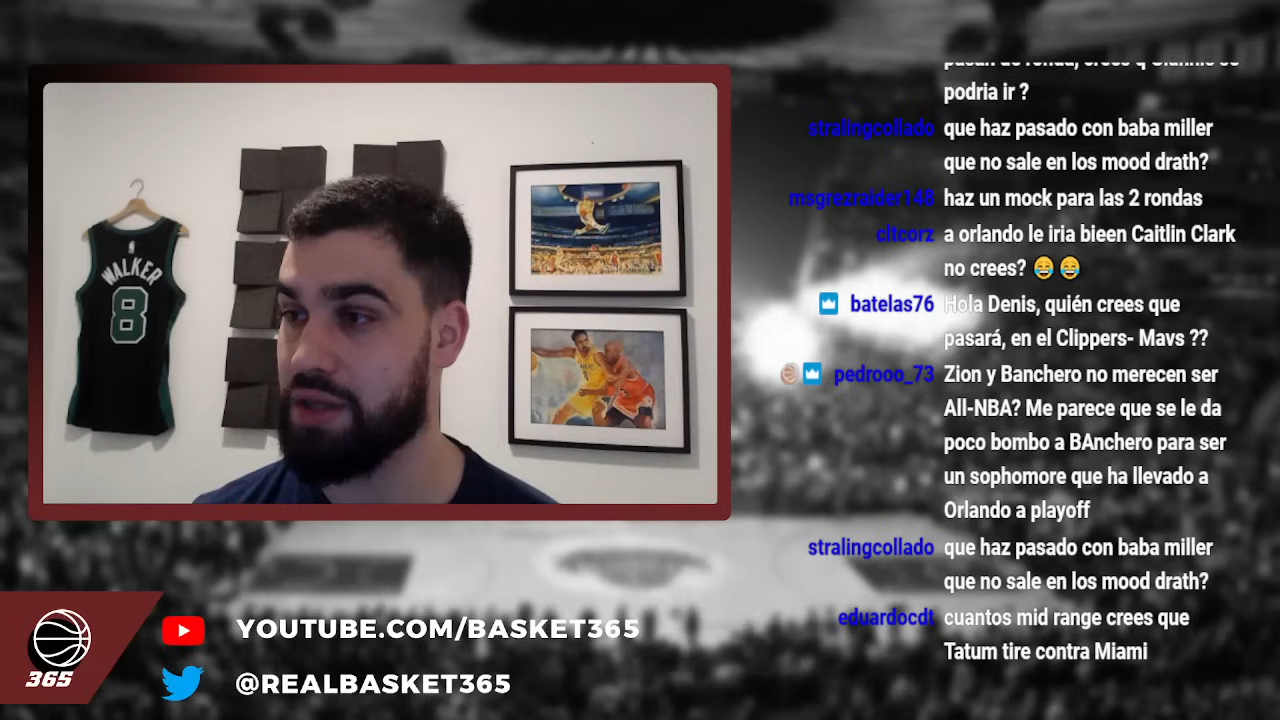 podria ir ?
stralingcollado que haz pasado con baba miller
que no sale en los mood drath?
msgrezraider148 haz un mock para las 2 rondas
cltcorz a orlando le iria bieen Caitlin Clark
no crees? 😂 😂
batelas76 Hola Denis, quién crees que
pasará, en el Clippers- Mavs ??
pedrooo_73 Zion y Banchero no merecen ser
All-NBA? Me parece que se le da
poco bombo a BAnchero para ser
un sophomore que ha llevado a
Orlando a playoff
stralingcollado que haz pasado con baba miller
que no sale en los mood drath?
eduardocdt cuantos mid range crees que
Tatum tire contra Miami
WALKER
8
365
YOUTUBE.COM/BASKET365
@REALBASKET365